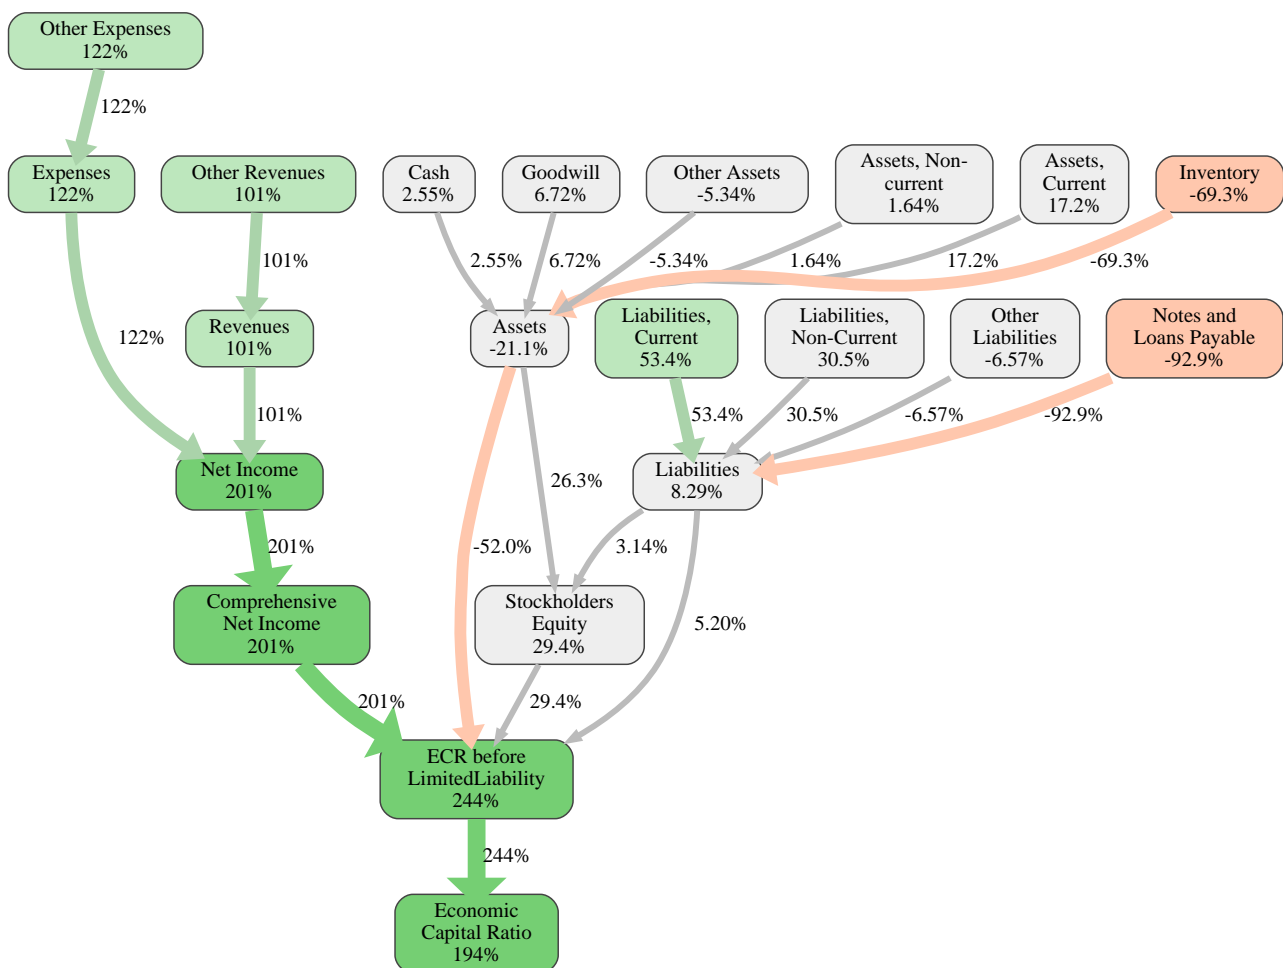 Other Expenses
122%
122%
Expenses
122%
Other Revenues
101%
Cash
2.55%
Goodwill
6.72%
Other Assets
-5.34%
Assets, Non-
current
1.64%
Assets,
Current
17.2%
Inventory
-69.3%
101%
2.55%
6.72%
-5.34%
1.64%
17.2%
-69.3%
122%
Revenues
101%
Assets
-21.1%
Liabilities,
Current
53.4%
Liabilities,
Non-Current
30.5%
Other
Liabilities
-6.57%
Notes and
Loans Payable
-92.9%
101%
53.4%
30.5%
-6.57%
-92.9%
Net Income
201%
26.3%
Liabilities
8.29%
201%
-52.0%
3.14%
Comprehensive
Net Income
201%
Stockholders
Equity
29.4%
5.20%
201%
29.4%
ECR before
LimitedLiability
244%
244%
Economic
Capital Ratio
194%